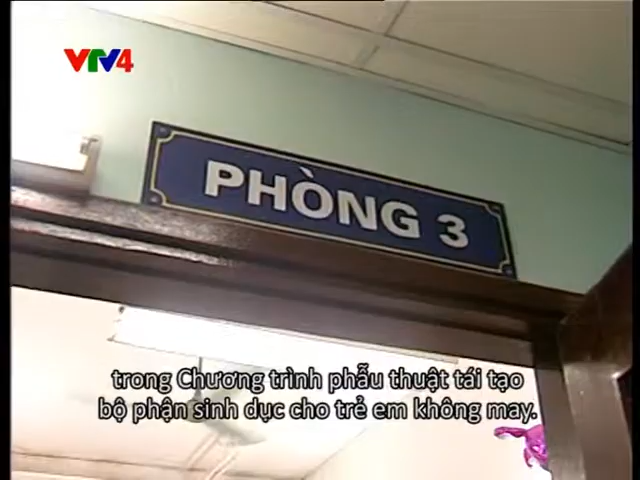 VTV4
PHÒNG 3
trong Chương trình phẫu thuật tái tạo
bộ phận sinh dục cho trẻ em không may.